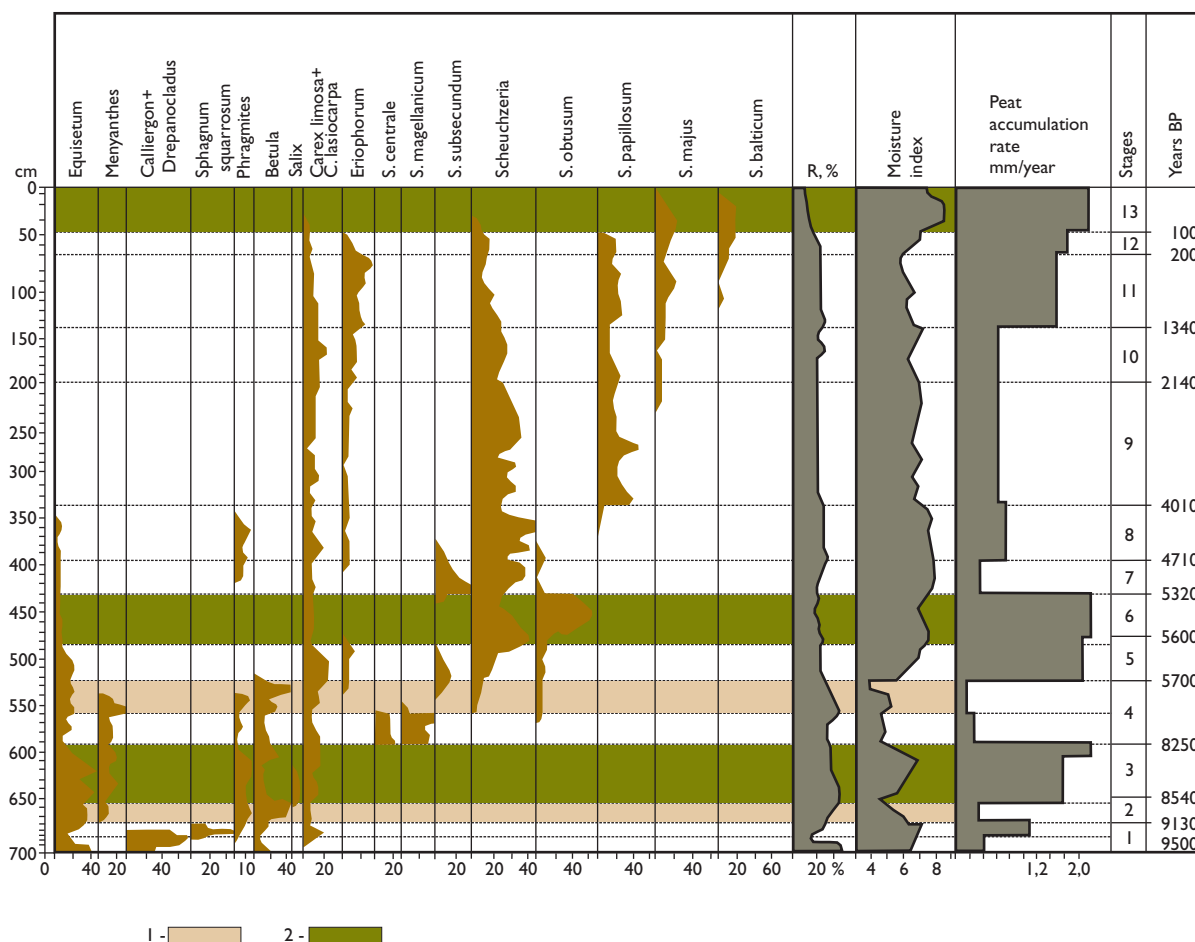 cm
Equisetum
Menyanthes
Calliergon+
Drepanocladus
Sphagnum
squarrosum
Phragmites
Betula
Salix
Carex limosa+
C. lasiocarpa
Eriophorum
S. centrale
S. magellanicum
S. subsecundum
Scheuchzeria
S. obtusum
S. papillosum
S. majus
S. balticum
R, %
Moisture
index
Peat
accumulation
rate
mm/year
Stages
Years BP
0
50
100
150
200
250
300
350
400
450
500
550
600
650
700
13
12
11
10
9
8
7
6
5
4
3
2
1
100
200
1340
2140
4010
4710
5320
5600
5700
8250
8540
9130
9500
0 40 20 20 40 20 10 40 20 20 20 20 20 20 40 40 40 20 20 60 20 % 4 6 8 1,2 2,0
1 - 2 -